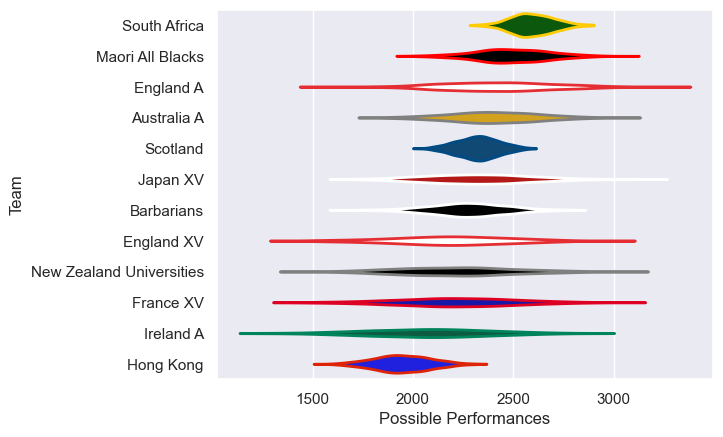 South Africa
Maori All Blacks
England A
Australia A
Scotland
Japan XV
Barbarians
England XV
New Zealand Universities
France XV
Ireland A
Hong Kong
Team
1500 2000 2500 3000
Possible Performances